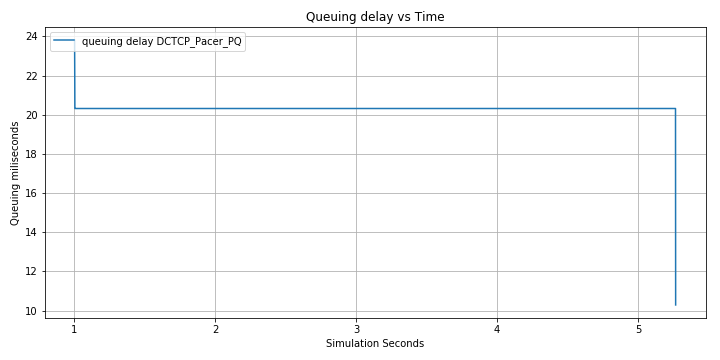 Queuing delay vs Time
queuing delay DCTCP_Pacer_PQ
24
22
20
18
16
14
12
10
Queuing miliseconds
1 2 3 4 5
Simulation Seconds